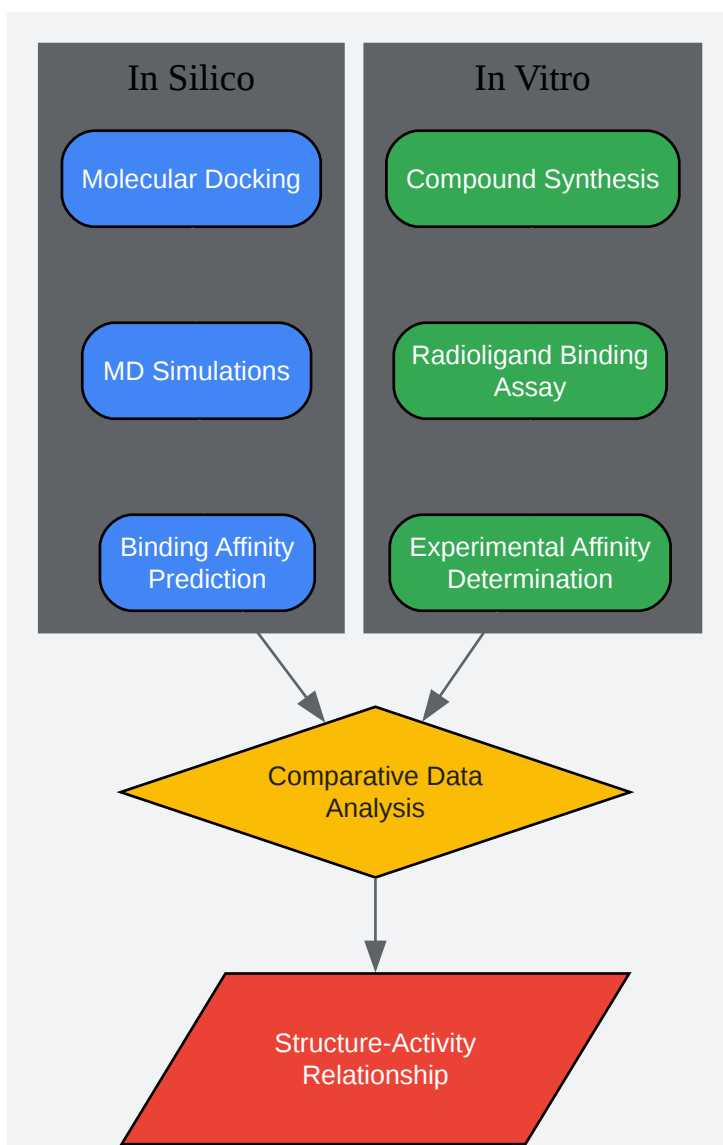 In Silico
Molecular Docking
MD Simulations
Binding Affinity
Prediction
In Vitro
Compound Synthesis
Radioligand Binding
Assay
Experimental Affinity
Determination
Comparative Data
Analysis
Structure-Activity
Relationship